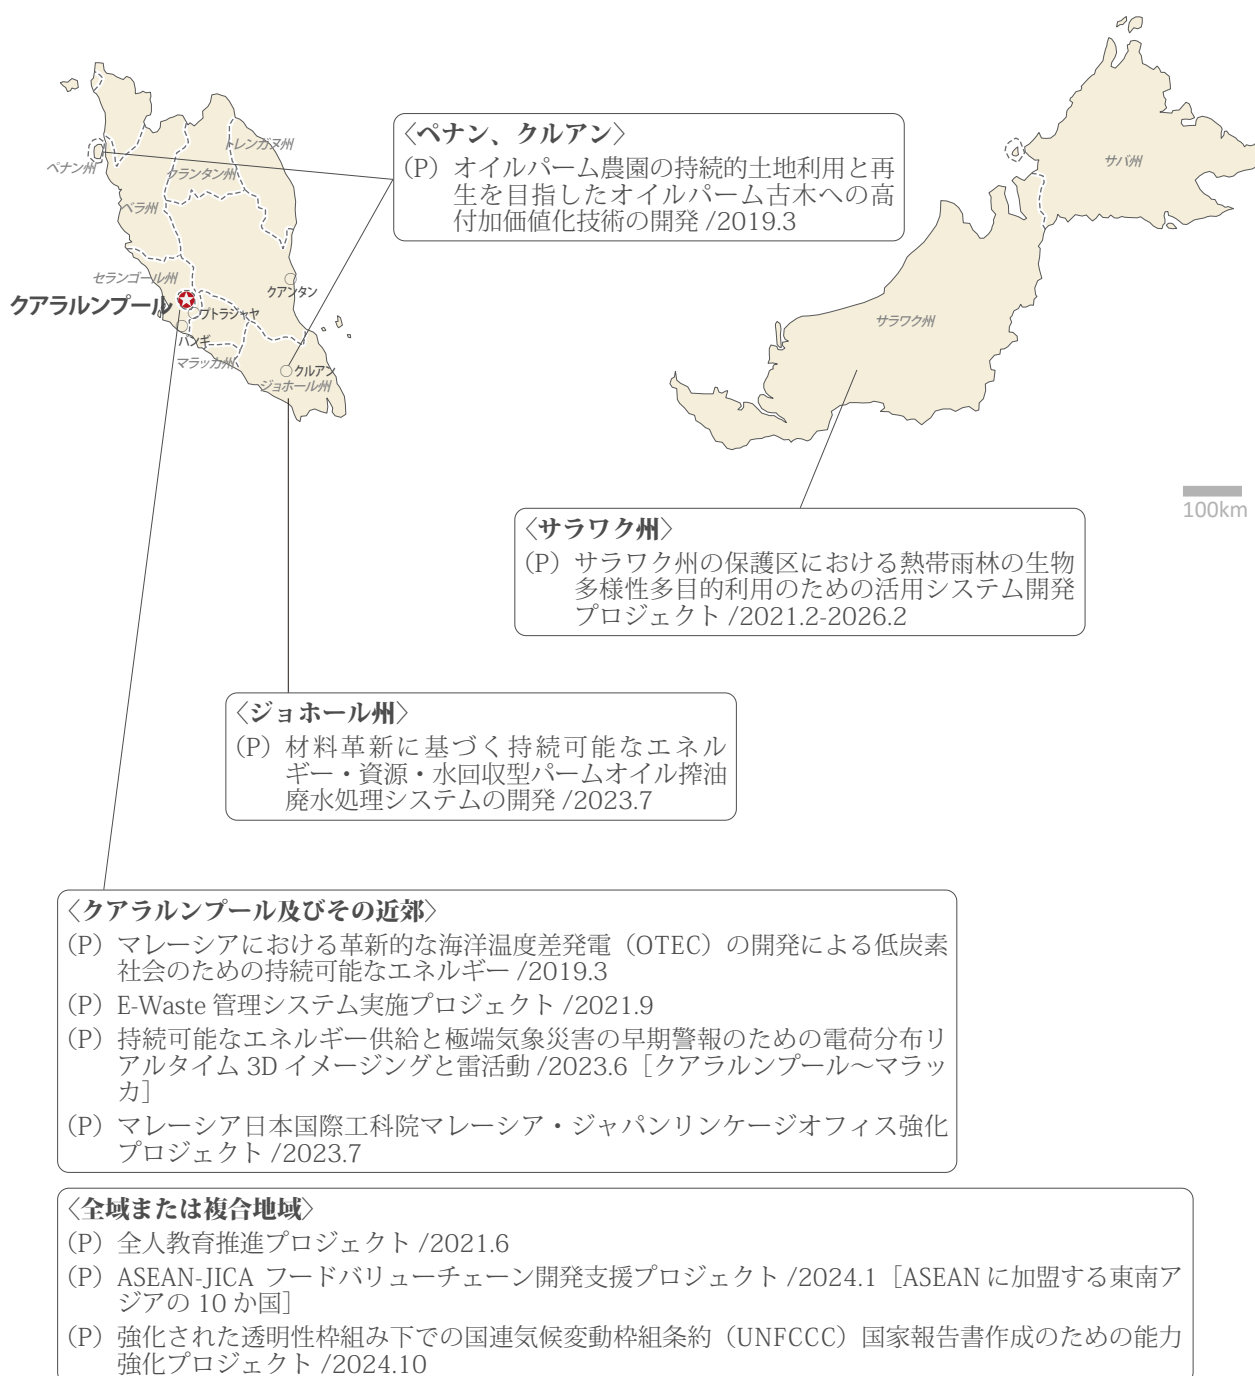 ペナン州
ペラ州
クランタン州
トレンガヌ州
セランゴール州
クアラルンプール
プトラジャヤ
バンギ
マラッカ州
クアンタン
クルアン
ジョホール州
サバ州
サラワク州
100km
〈ペナン、クルアン〉
(P) オイルパーム農園の持続的土地利用と再
生を目指したオイルパーム古木への高
付加価値化技術の開発 /2019.3
〈サラワク州〉
(P) サラワク州の保護区における熱帯雨林の生物
多様性多目的利用のための活用システム開発
プロジェクト /2021.2-2026.2
〈ジョホール州〉
(P) 材料革新に基づく持続可能なエネル
ギー・資源・水回収型パームオイル搾油
廃水処理システムの開発 /2023.7
〈クアラルンプール及びその近郊〉
(P) マレーシアにおける革新的な海洋温度差発電（OTEC）の開発による低炭素
社会のための持続可能なエネルギー /2019.3
(P) E-Waste 管理システム実施プロジェクト /2021.9
(P) 持続可能なエネルギー供給と極端気象災害の早期警報のための電荷分布リ
アルタイム 3D イメージングと雷活動 /2023.6［クアラルンプール～マラッ
カ］
(P) マレーシア日本国際工科院マレーシア・ジャパンリンケージオフィス強化
プロジェクト /2023.7
〈全域または複合地域〉
(P) 全人教育推進プロジェクト /2021.6
(P) ASEAN-JICA フードバリューチェーン開発支援プロジェクト /2024.1［ASEAN に加盟する東南ア
ジアの 10 か国］
(P) 強化された透明性枠組み下での国連気候変動枠組条約（UNFCCC）国家報告書作成のための能力
強化プロジェクト /2024.10